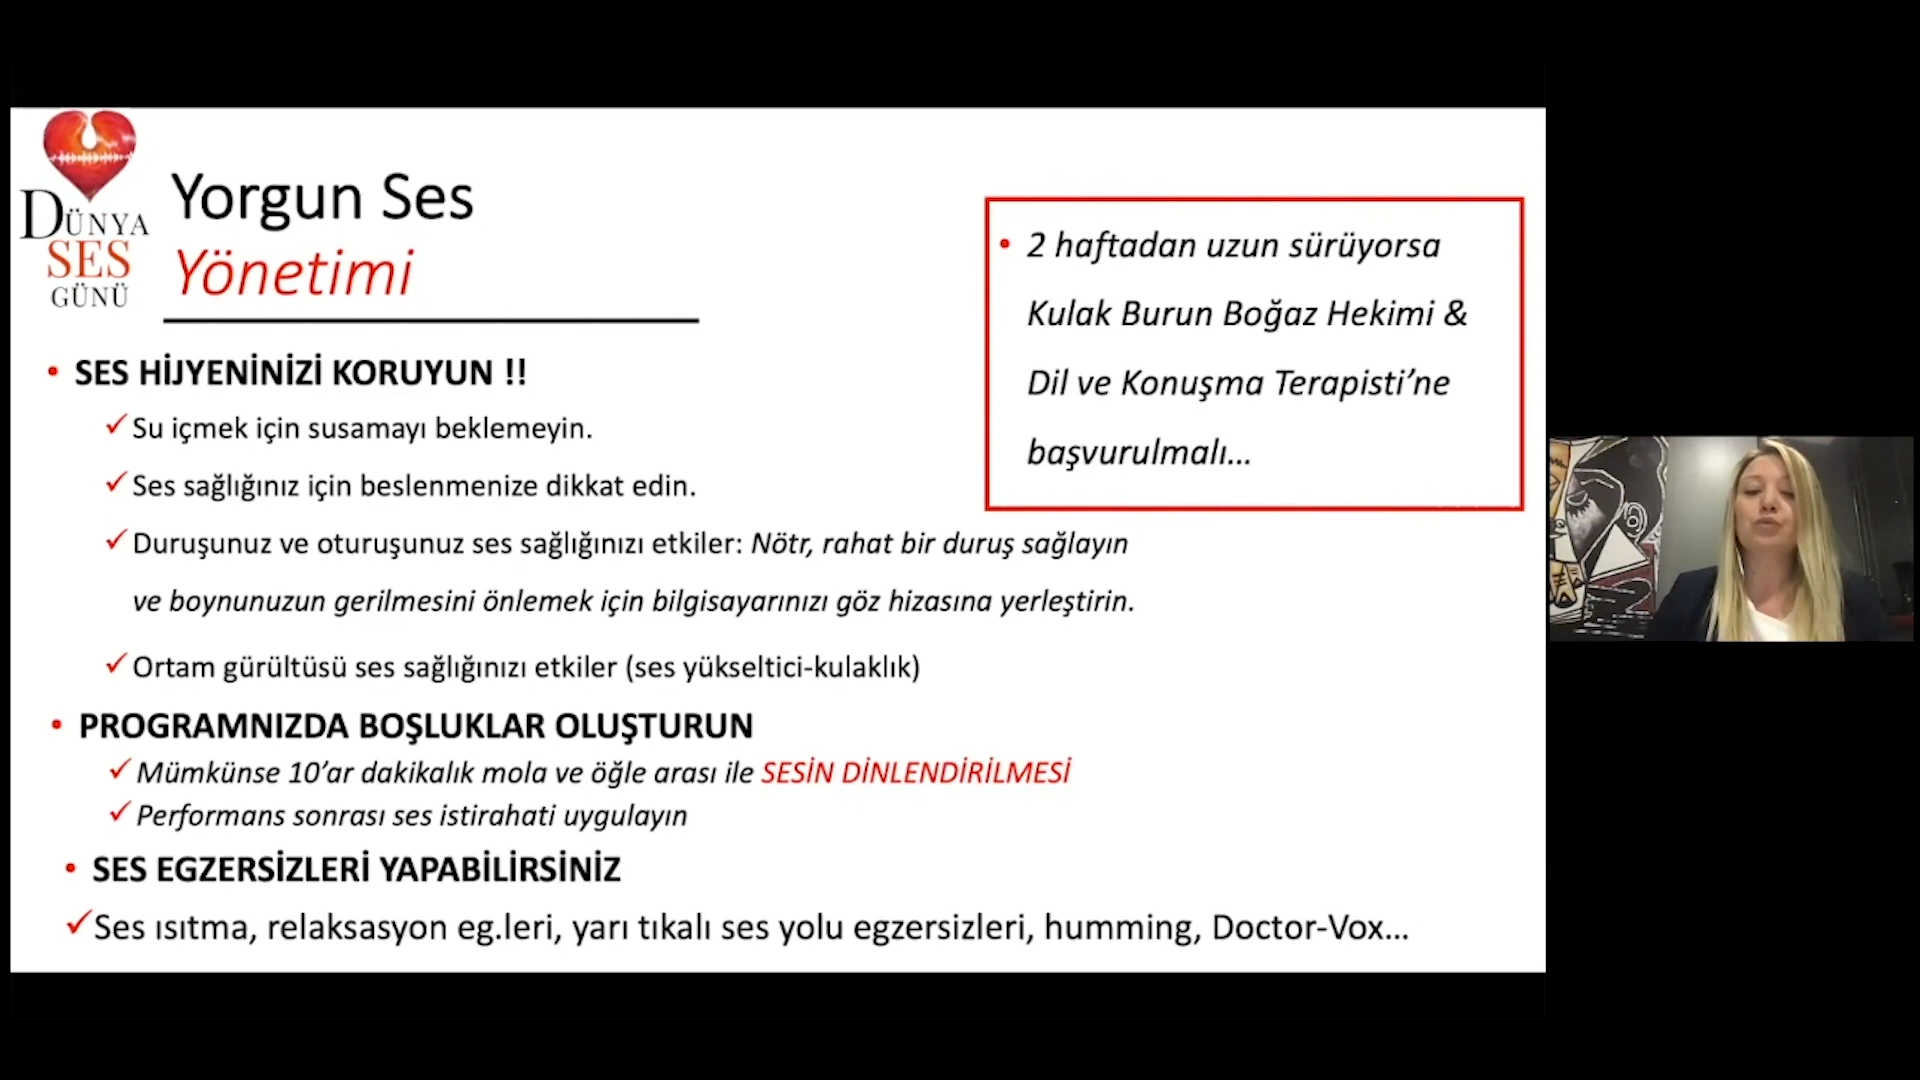 DÜNYA
SES
GÜNÜ
Yorgun Ses
Yönetimi
• 2 haftadan uzun sürüyorsa
Kulak Burun Boğaz Hekimi &
Dil ve Konuşma Terapisti’ne
başvurulmalı...
• SES HİJYENİNİZİ KORUYUN !!
✓Su içmek için susamayı beklemeyin.
✓Ses sağlığınız için beslenmenize dikkat edin.
✓Duruşunuz ve oturuşunuz ses sağlığınızı etkiler: Nötr, rahat bir duruş sağlayın
ve boynunuzun gerilmesini önlemek için bilgisayarınızı göz hizasına yerleştirin.
✓Ortam gürültüsü ses sağlığınızı etkiler (ses yükseltici-kulaklık)
• PROGRAMNIZDA BOŞLUKLAR OLUŞTURUN
✓Mümkünse 10’ar dakikalık mola ve öğle arası ile SESİN DİNLENDİRİLMESİ
✓Performans sonrası ses istirahati uygulayın
• SES EGZERSİZLERİ YAPABİLİRSİNİZ
✓Ses ısıtma, relaksasyon eg.leri, yarı tıkalı ses yolu egzersizleri, humming, Doctor-Vox...